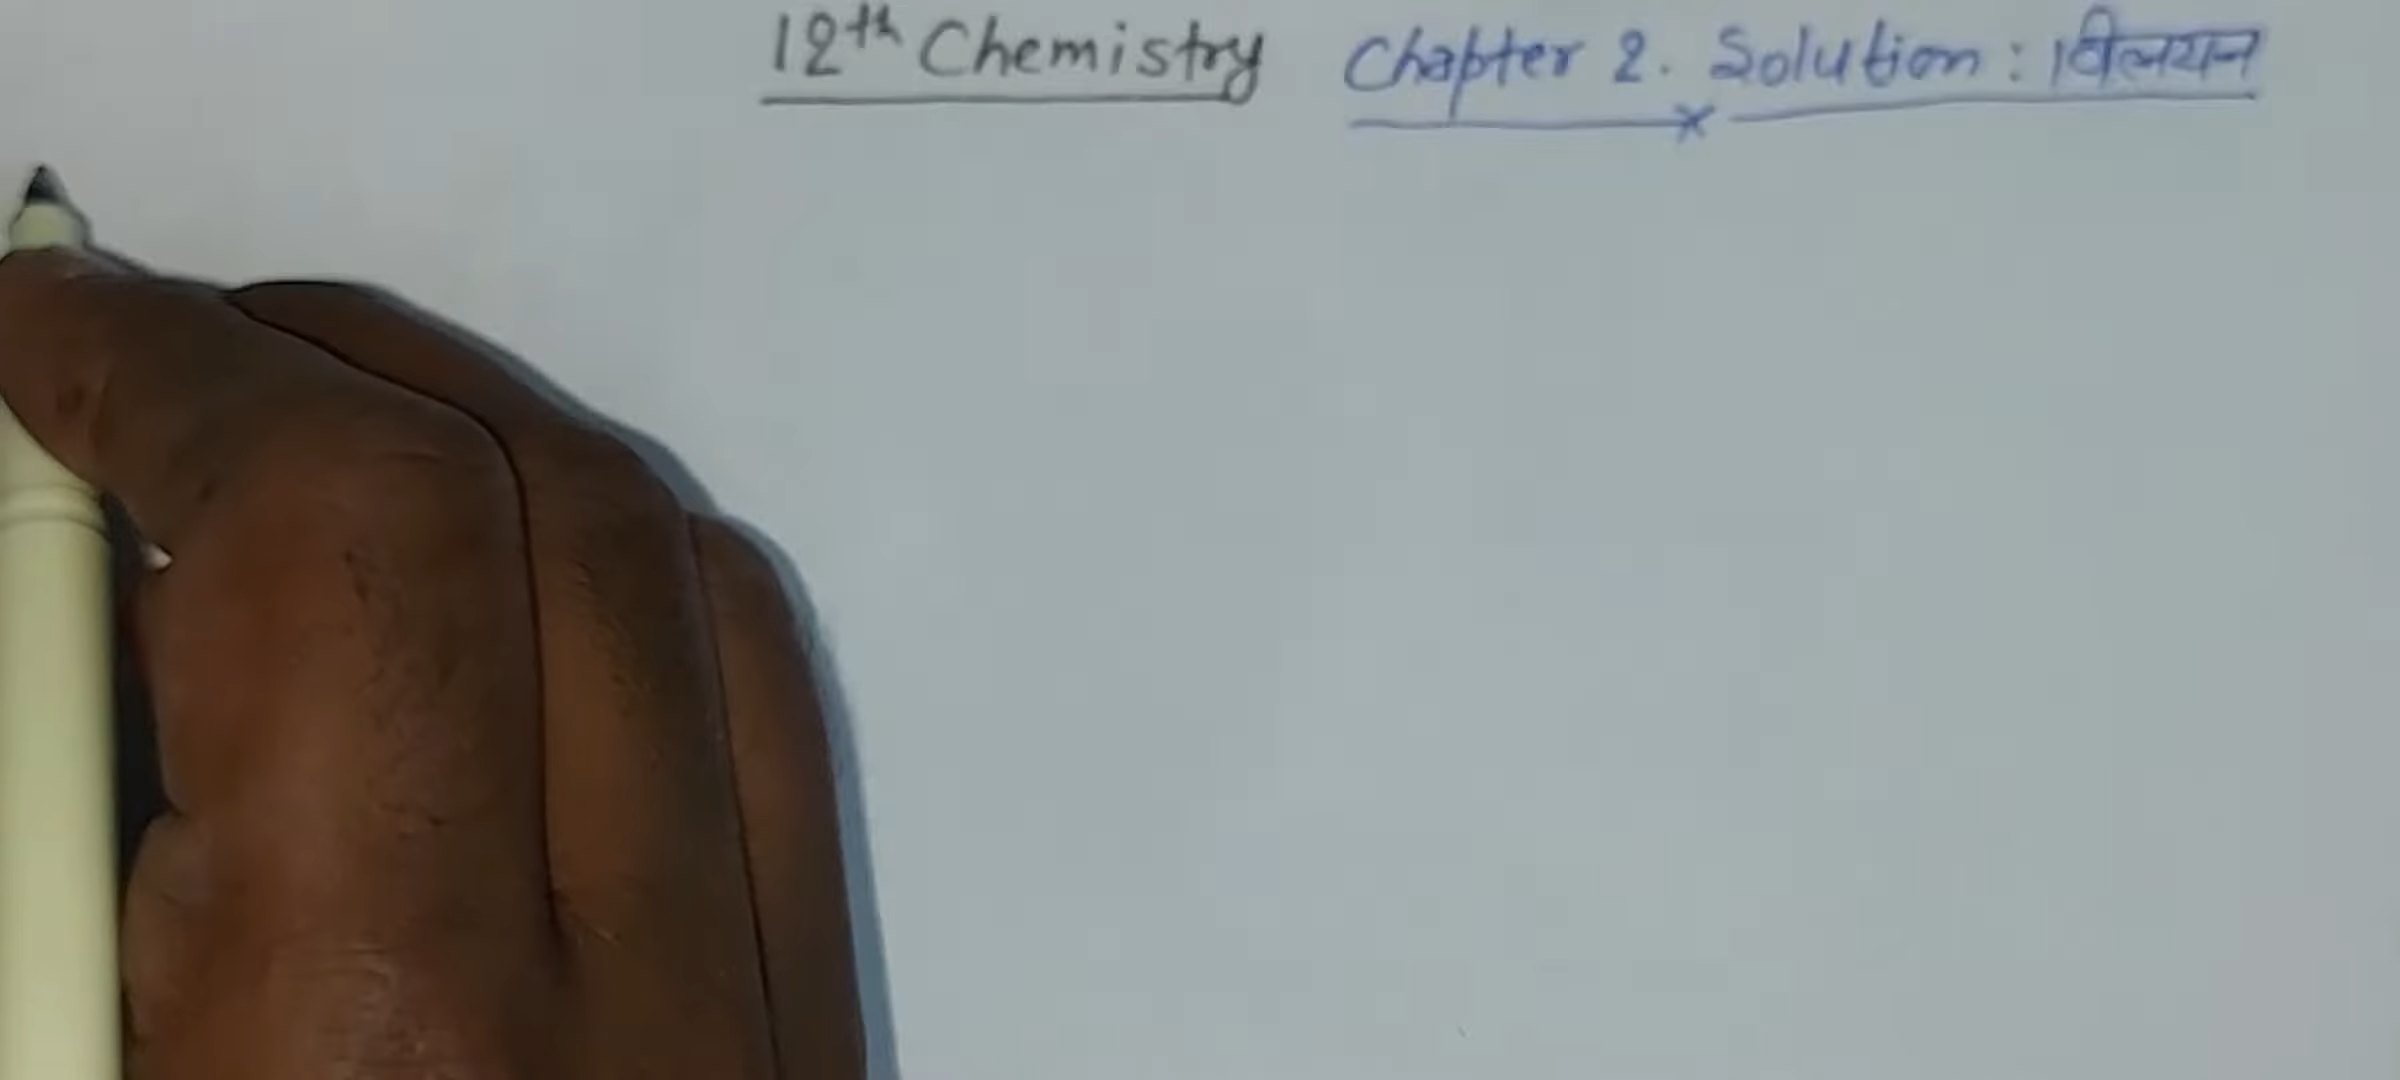 12th Chemistry Chapter 2. Solution : विलयन